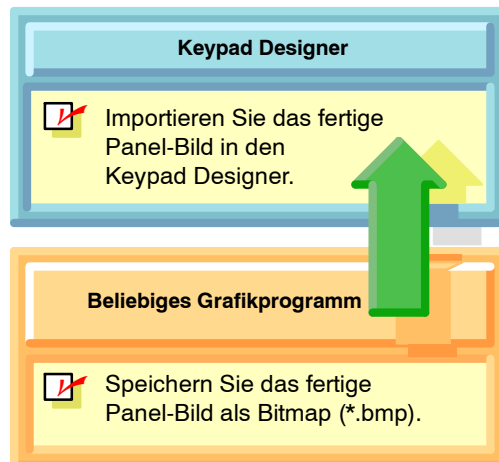 Keypad Designer
Importieren Sie das fertige
Panel-Bild in den
Keypad Designer.
Beliebiges Grafikprogramm
Speichern Sie das fertige
Panel-Bild als Bitmap (*.bmp).